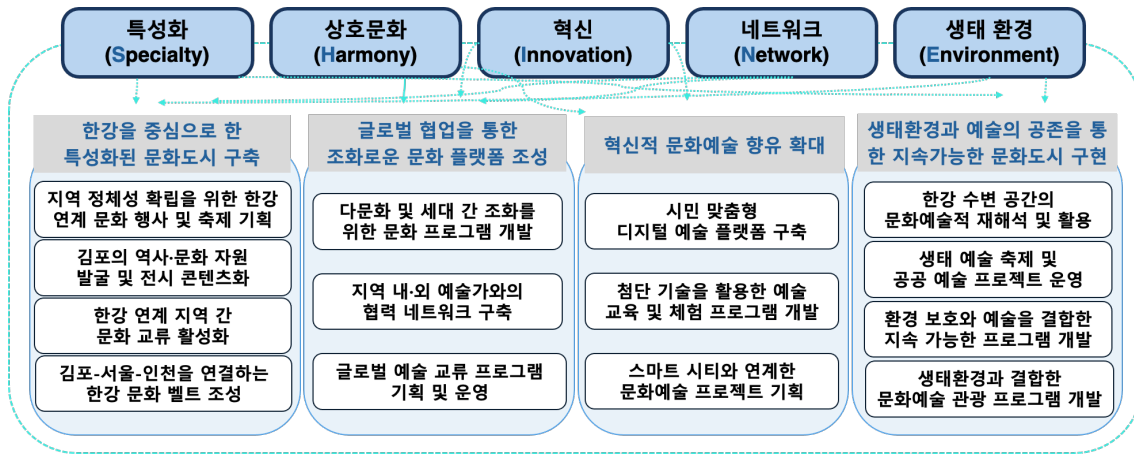 특성화
(Specialty)
상호문화
(Harmony)
혁신
(Innovation)
네트워크
(Network)
생태 환경
(Environment)
한강을 중심으로 한
특성화된 문화도시 구축
지역 정체성 확립을 위한 한강
연계 문화 행사 및 축제 기획
김포의 역사·문화 자원
발굴 및 전시 콘텐츠화
한강 연계 지역 간
문화 교류 활성화
김포-서울-인천을 연결하는
한강 문화 벨트 조성
글로벌 협업을 통한
조화로운 문화 플랫폼 조성
다문화 및 세대 간 조화를
위한 문화 프로그램 개발
지역 내·외 예술가와의
협력 네트워크 구축
글로벌 예술 교류 프로그램
기획 및 운영
혁신적 문화예술 향유 확대
시민 맞춤형
디지털 예술 플랫폼 구축
첨단 기술을 활용한 예술
교육 및 체험 프로그램 개발
스마트 시티와 연계한
문화예술 프로젝트 기획
생태환경과 예술의 공존을 통
한 지속가능한 문화도시 구현
한강 수변 공간의
문화예술적 재해석 및 활용
생태 예술 축제 및
공공 예술 프로젝트 운영
환경 보호와 예술을 결합한
지속 가능한 프로그램 개발
생태환경과 결합한
문화예술 관광 프로그램 개발